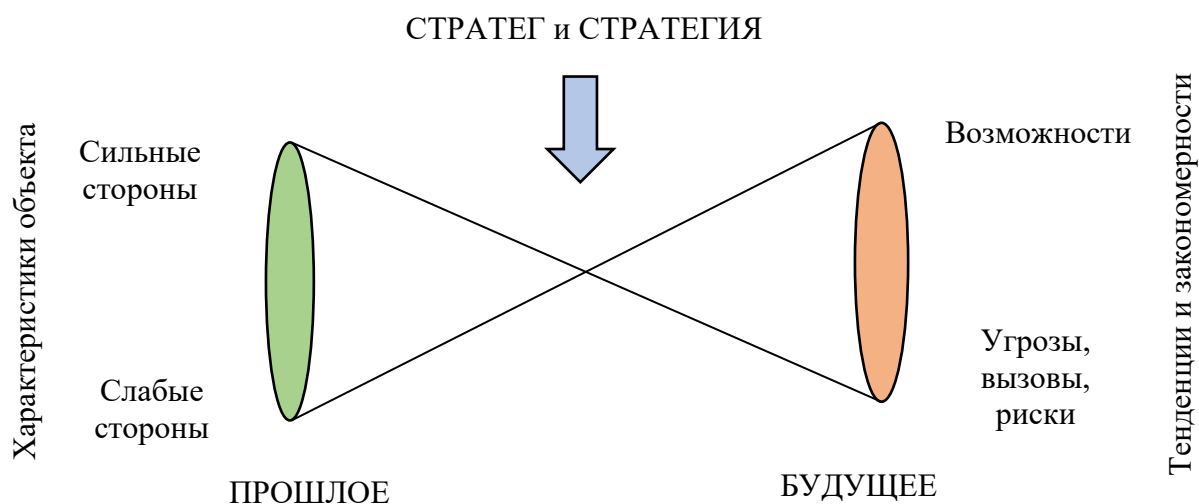 СТРАТЕГ и СТРАТЕГИЯ
Характеристики объекта
Сильные
стороны
Слабые
стороны
ПРОШЛОЕ
Возможности
Угрозы,
вызовы,
риски
БУДУЩЕЕ
Тенденции и закономерности